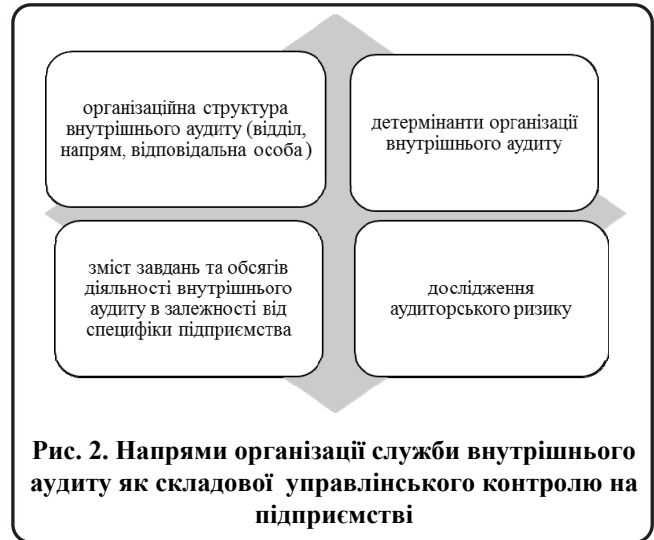 організаційна структура
внутрішнього аудиту (відділ,
напрям, відповідальна особа)
детермінанти організації
внутрішнього аудиту
зміст завдань та обсягів
діяльності внутрішнього
аудиту в залежності від
специфіки підприємства
дослідження
аудиторського ризику
Рис. 2. Напрями організації служби внутрішнього
аудиту як складової управлінського контролю на
підприємстві